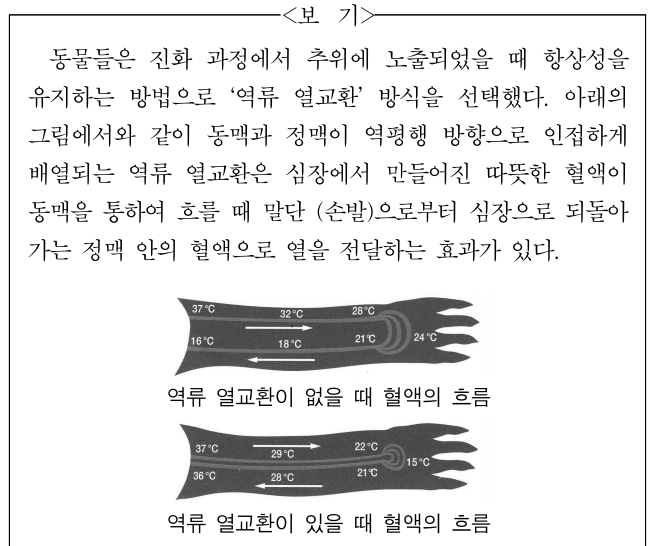 <보 기>
동물들은 진화 과정에서 추위에 노출되었을 때 항상성을
유지하는 방법으로 ‘역류 열교환’ 방식을 선택했다. 아래의
그림에서와 같이 동맥과 정맥이 역평행 방향으로 인접하게
배열되는 역류 열교환은 심장에서 만들어진 따뜻한 혈액이
동맥을 통하여 흐를 때 말단 (손발)으로부터 심장으로 되돌아
가는 정맥 안의 혈액으로 열을 전달하는 효과가 있다.
37℃ 32℃ 28℃
16℃ 18℃ 21℃ 24℃
역류 열교환이 없을 때 혈액의 흐름
37℃ 29℃ 22℃ 15℃
36℃ 28℃ 21℃
역류 열교환이 있을 때 혈액의 흐름